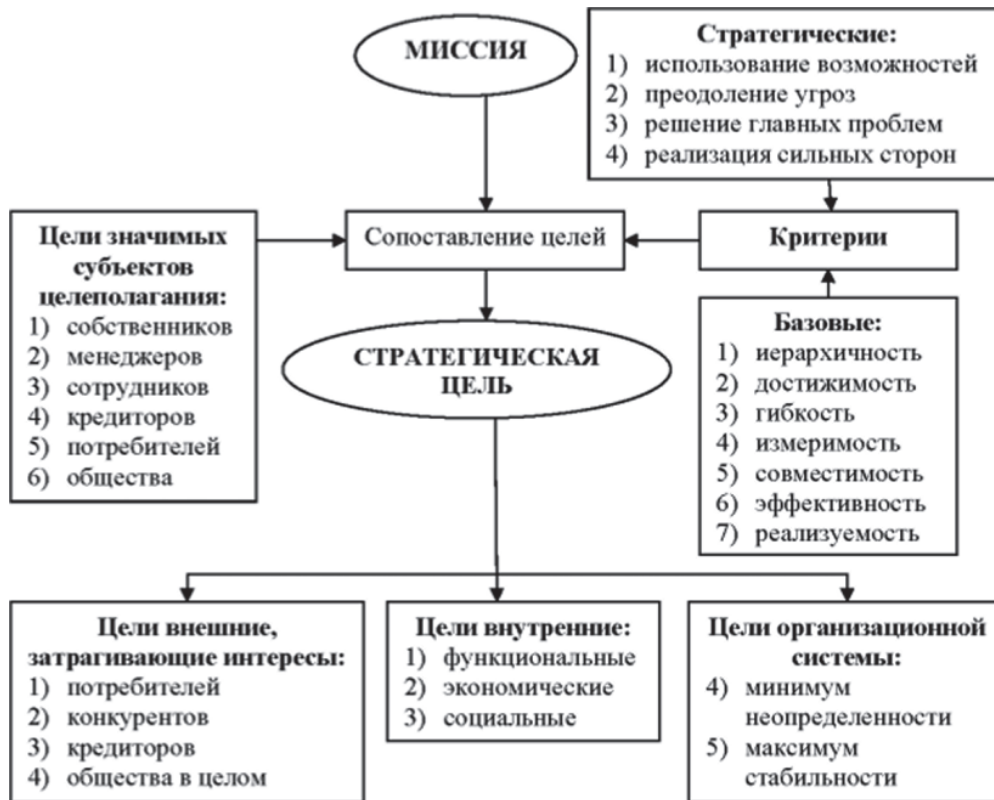 МИССИЯ
Стратегические:
1) использование возможностей
2) преодоление угроз
3) решение главных проблем
4) реализация сильных сторон
Цели значимых
субъектов
целеполагания:
1) собственников
2) менеджеров
3) сотрудников
4) кредиторов
5) потребителей
6) общества
Сопоставление целей
Критерии
СТРАТЕГИЧЕСКАЯ
ЦЕЛЬ
Базовые:
1) иерархичность
2) достижимость
3) гибкость
4) измеримость
5) совместимость
6) эффективность
7) реализуемость
Цели внешние,
затрагивающие интересы:
1) потребителей
2) конкурентов
3) кредиторов
4) общества в целом
Цели внутренние:
1) функциональные
2) экономические
3) социальные
Цели организационной
системы:
4) минимум
неопределенности
5) максимум
стабильности